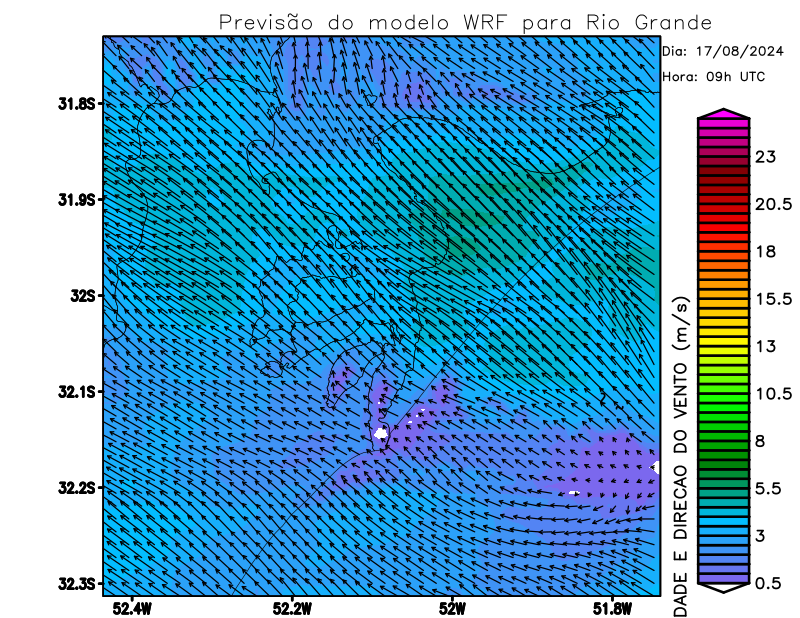 Previsão do modelo WRF para Rio Grande
Dia: 17/08/2024
Hora: 09h UTC
31.8S
31.9S
32S
32.1S
32.2S
32.3S
52.4W
52.2W
52W
51.8W
23
20.5
18
15.5
13
10.5
8
5.5
3
0.5
DADE E DIRECAO DO VENTO (m/s)